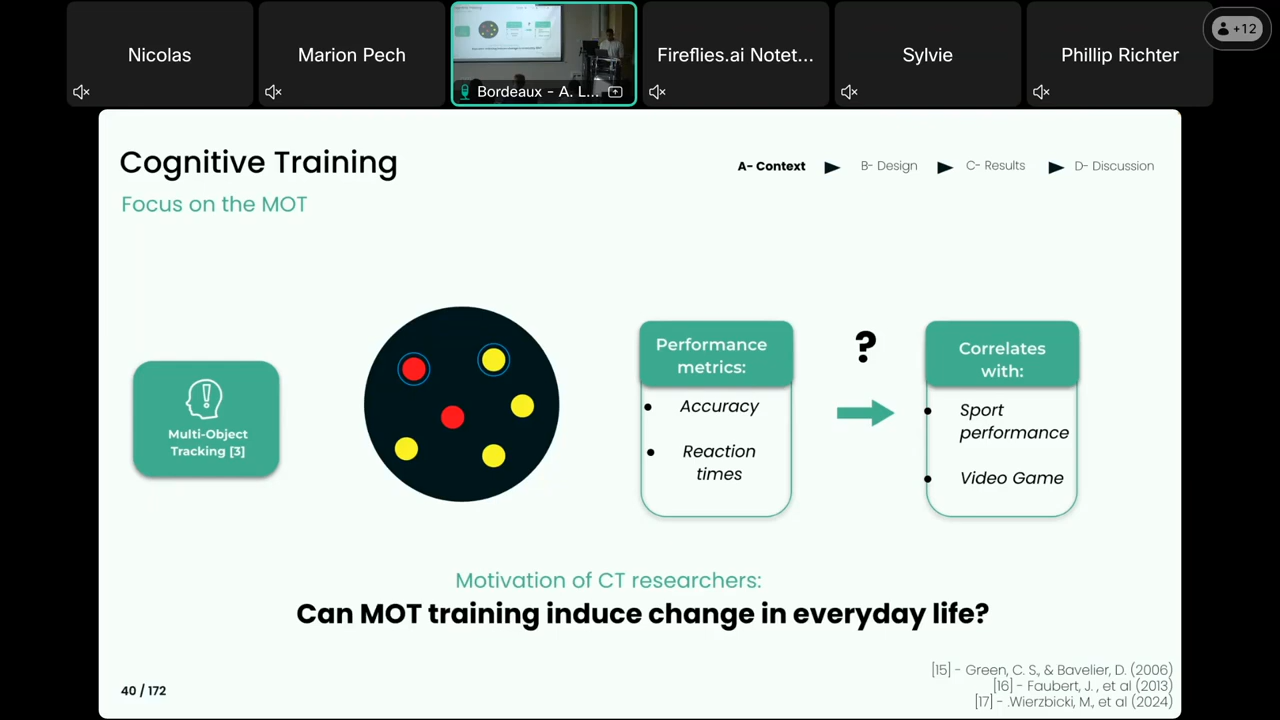 Nicolas
Marion Pech
Bordeaux - A. L...
Fireflies.ai Notet...
Sylvie
Phillip Richter
+12
Cognitive Training
Focus on the MOT
A- Context
B- Design
C- Results
D- Discussion
Multi-Object
Tracking [3]
Performance
metrics:
Accuracy
Reaction
times
?
Correlates
with:
Sport
performance
Video Game
Motivation of CT researchers:
Can MOT training induce change in everyday life?
[15] - Green, C. S., & Bavelier, D. (2006)
[16] - Faubert, J. , et al (2013)
[17] - .Wierzbicki, M., et al (2024)
40 / 172